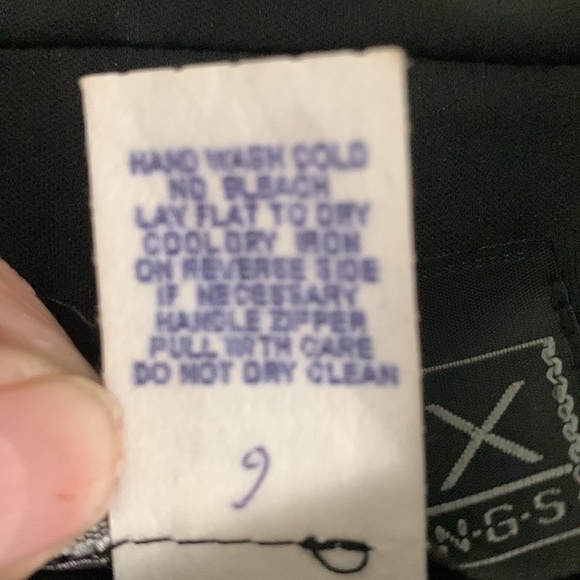 HAND WASH COLD
NO BLEACH
LAY FLAT TO DRY
COOL DRY IRON
ON REVERSE SIDE
IF NECESSARY
HANDLE ZIPPER
PULL WITH CARE
DO NOT DRY CLEAN
9
X
N-G-S